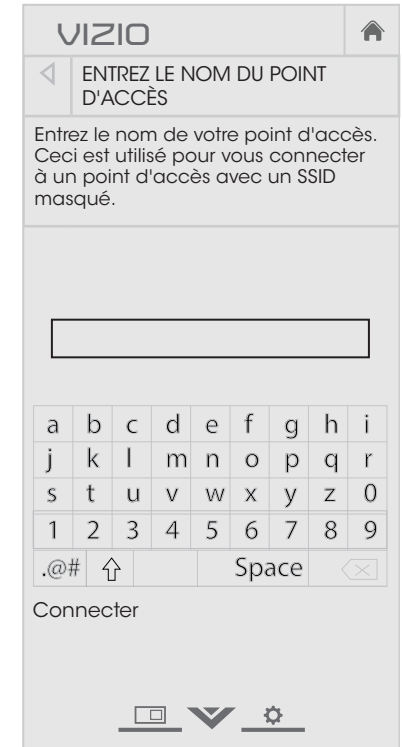 VIZIO
ENTREZ LE NOM DU POINT
D'ACCÈS
Entrez le nom de votre point d'accès.
Ceci est utilisé pour vous connecter
à un point d'accès avec un SSID
masqué.
a b c d e f g h i
j k l m n o p q r
s t u v w x y z 0
1 2 3 4 5 6 7 8 9
.@# Space
Connecter